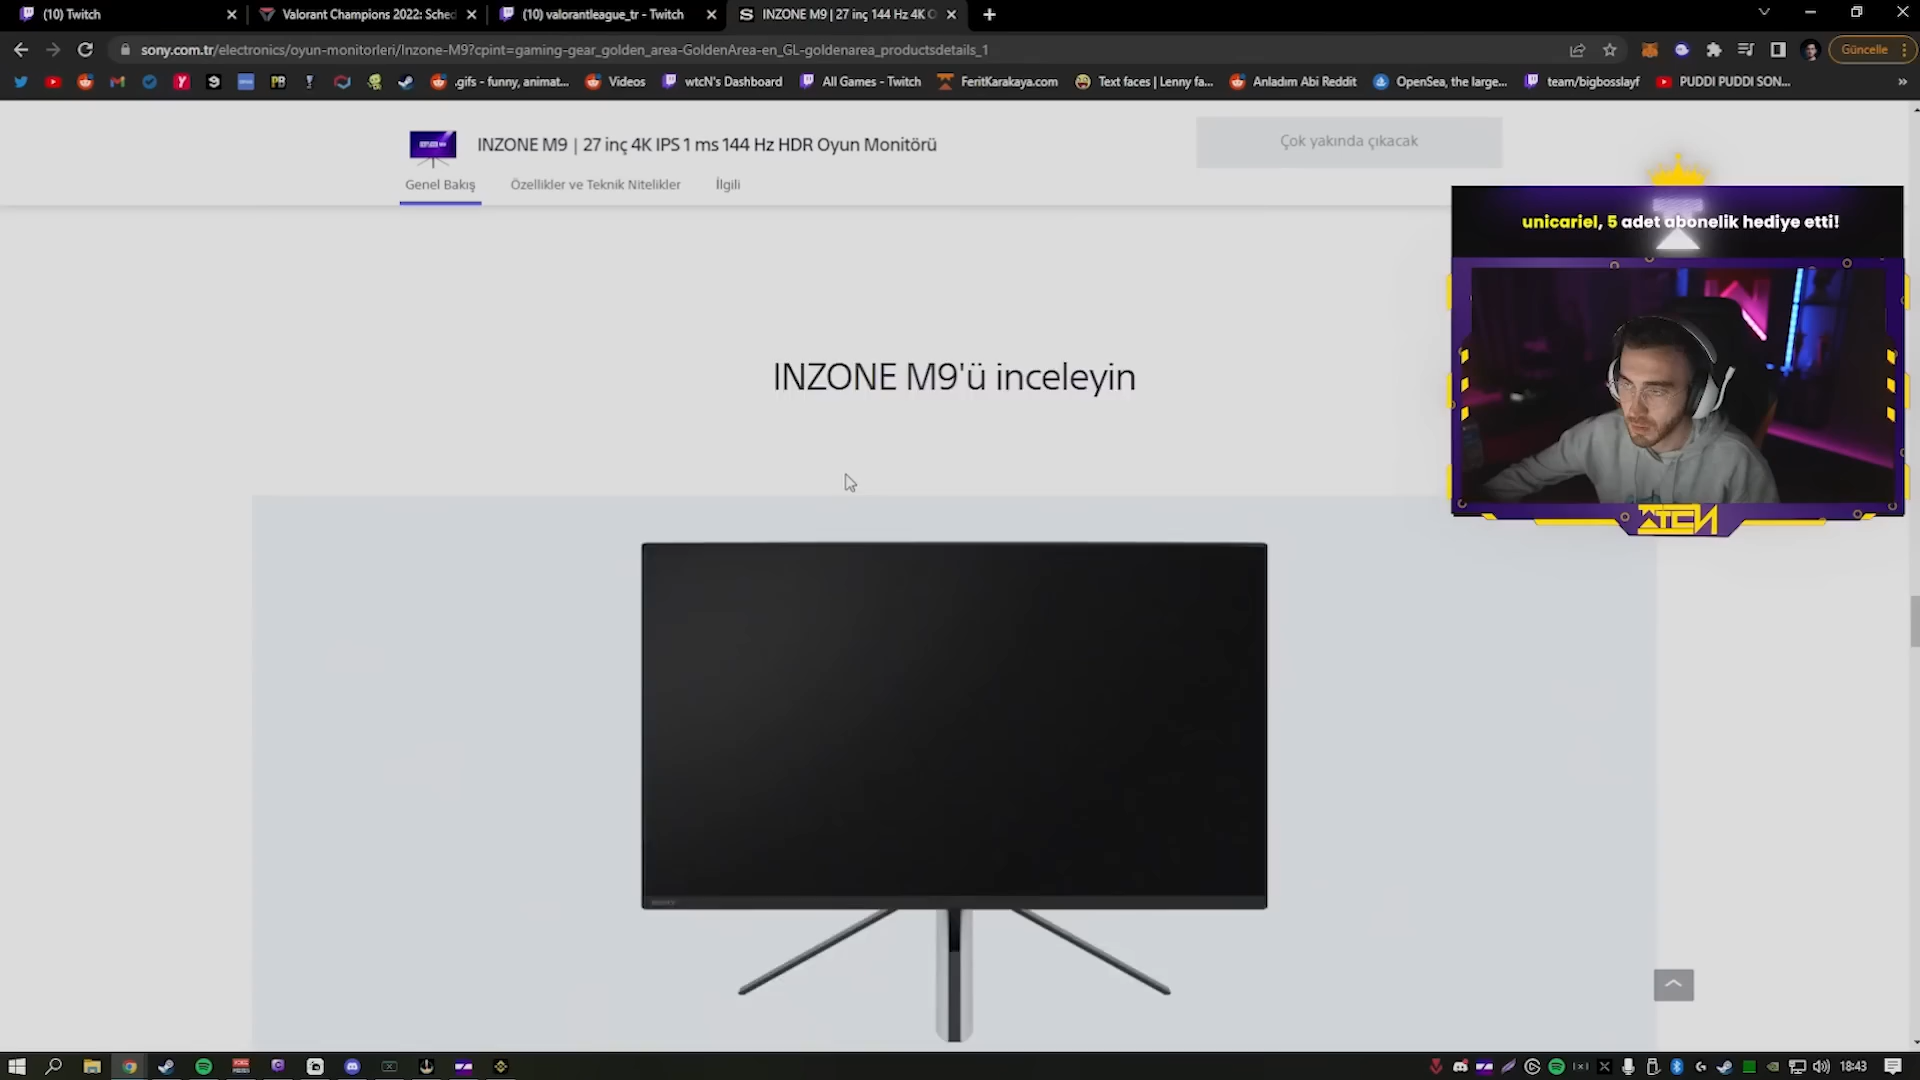 (10) Twitch
Valorant Champions 2022: Sched
(10) valorantleague_tr - Twitch
INZONE M9 | 27 inç 144 Hz 4K O
sony.com.tr/electronics/oyun-monitorleri/Inzone-M9?cpint=gaming-gear_golden_area-GoldenArea-en_GL-goldenarea_productsdetails_1
Güncelle
.gifs - funny, animat...
Videos
wtcN's Dashboard
All Games - Twitch
FeritKarakaya.com
Text faces | Lenny fa...
Anladım Abi Reddit
OpenSea, the large...
team/bigbosslayf
PUDDI PUDDI SON...
INZONE M9 | 27 inç 4K IPS 1 ms 144 Hz HDR Oyun Monitörü
Çok yakında çıkacak
Genel Bakış
Özellikler ve Teknik Nitelikler
İlgili
unicariel, 5 adet abonelik hediye etti!
WTCN
INZONE M9'ü inceleyin
SONY
18:43